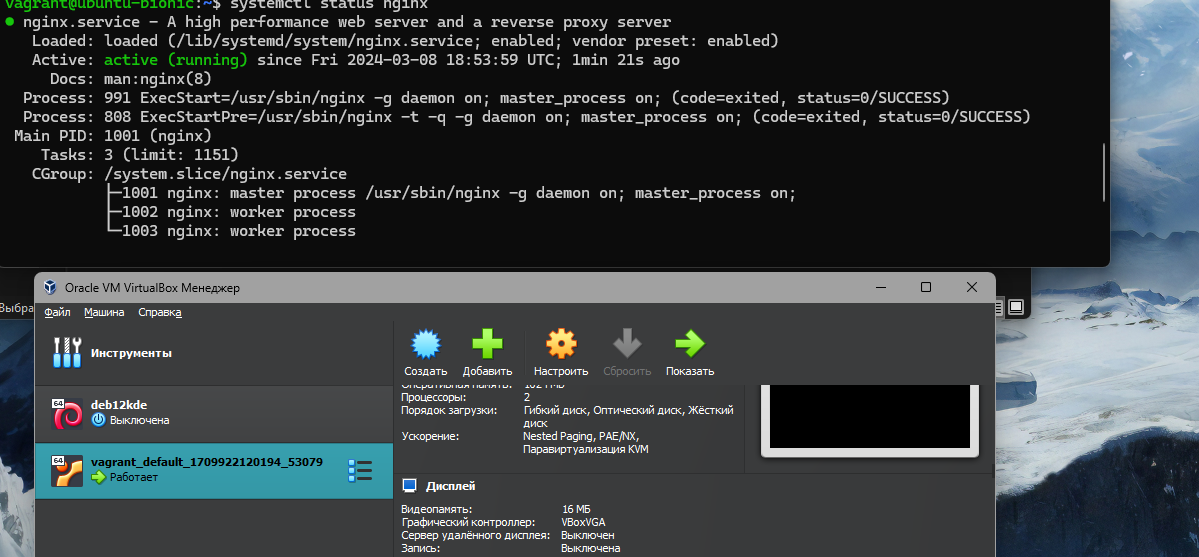 vagrant@ubuntu-bionic:~$ systemctl status nginx
● nginx.service - A high performance web server and a reverse proxy server
Loaded: loaded (/lib/systemd/system/nginx.service; enabled; vendor preset: enabled)
Active: active (running) since Fri 2024-03-08 18:53:59 UTC; 1min 21s ago
Docs: man:nginx(8)
Process: 991 ExecStart=/usr/sbin/nginx -g daemon on; master_process on; (code=exited, status=0/SUCCESS)
Process: 808 ExecStartPre=/usr/sbin/nginx -t -q -g daemon on; master_process on; (code=exited, status=0/SUCCESS)
Main PID: 1001 (nginx)
Tasks: 3 (limit: 1151)
CGroup: /system.slice/nginx.service
├─1001 nginx: master process /usr/sbin/nginx -g daemon on; master_process on;
├─1002 nginx: worker process
└─1003 nginx: worker process
Oracle VM VirtualBox Менеджер
Выбра
Файл Машина Справка
Инструменты
Создать Добавить Настроить Сбросить Показать
deb12kde
64
Выключена
vagrant_default_1709922120194_53079
64
Работает
Оперативная память: 1024 МБ
Процессоры: 2
Порядок загрузки: Гибкий диск, Оптический диск, Жёсткий
диск
Ускорение: Nested Paging, PAE/NX,
Паравиртуализация KVM
Дисплей
Видеопамять: 16 МБ
Графический контроллер: VBoxVGA
Сервер удалённого дисплея: Выключен
Запись: Выключена